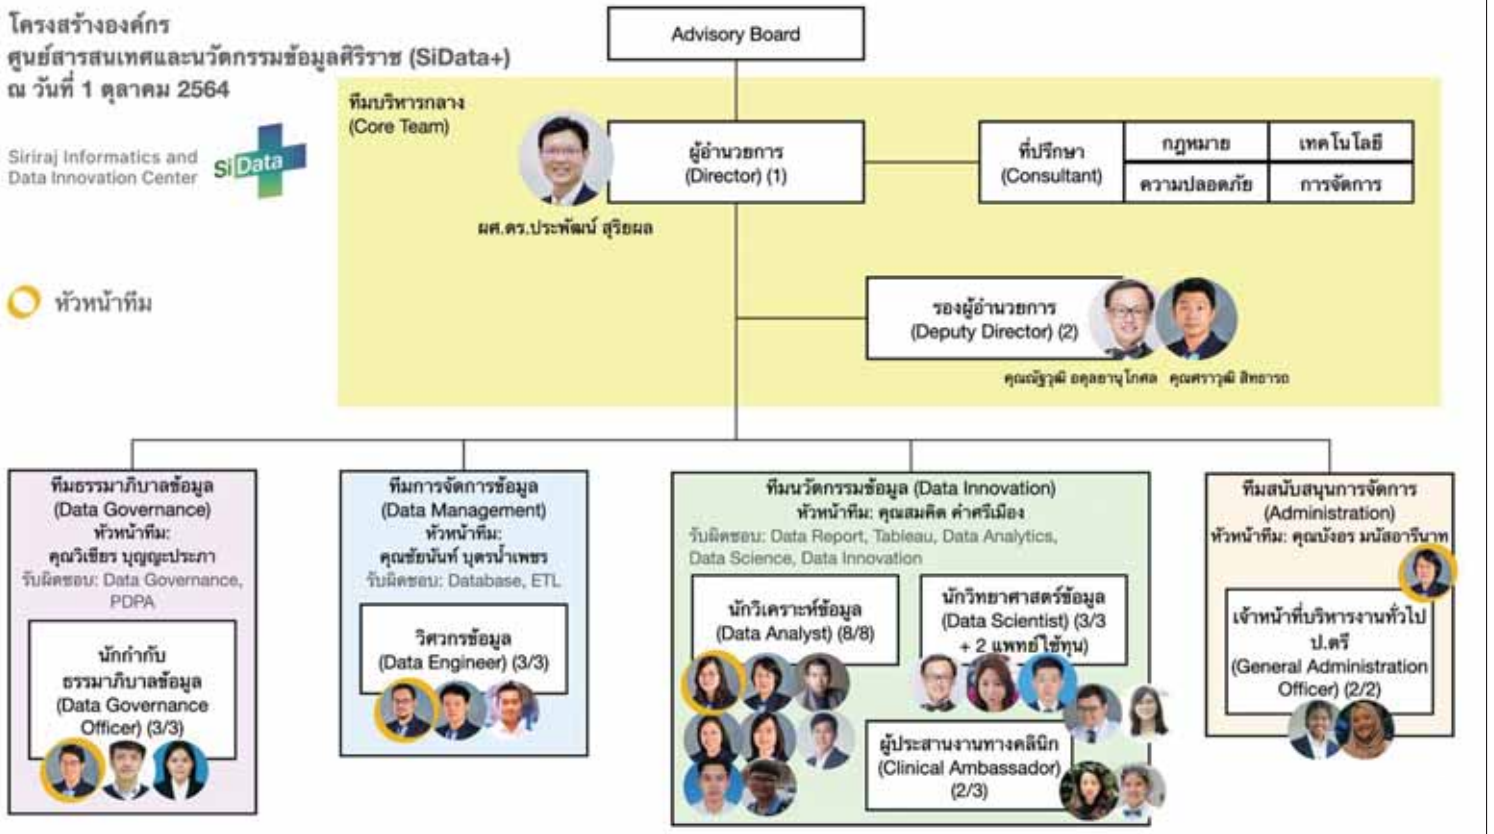 โครงสร้างองค์กร
ศูนย์สารสนเทศและนวัตกรรมข้อมูลศิริราช (SiData+)
ณ วันที่ 1 ตุลาคม 2564
Siriraj Informatics and
Data Innovation Center
SiData
หัวหน้าทีม
Advisory Board
ทีมบริหารกลาง
(Core Team)
ผู้อำนวยการ
(Director) (1)
ผศ.ดร.ประพัฒน์ สุริยผล
ที่ปรึกษา
(Consultant)
กฎหมาย
เทคโนโลยี
ความปลอดภัย
การจัดการ
รองผู้อำนวยการ
(Deputy Director) (2)
คุณณัฐวุฒิ อดุลยานุโกศล คุณศราวุฒิ สิทธารถ
ทีมธรรมาภิบาลข้อมูล
(Data Governance)
หัวหน้าทีม:
คุณวิเชียร บุญญะประภา
รับผิดชอบ: Data Governance,
PDPA
นักกำกับ
ธรรมาภิบาลข้อมูล
(Data Governance
Officer) (3/3)
ทีมการจัดการข้อมูล
(Data Management)
หัวหน้าทีม:
คุณชัยนันท์ บุตรน้ำเพชร
รับผิดชอบ: Database, ETL
วิศวกรข้อมูล
(Data Engineer) (3/3)
ทีมนวัตกรรมข้อมูล (Data Innovation)
หัวหน้าทีม: คุณสมคิด คำศรีเมือง
รับผิดชอบ: Data Report, Tableau, Data Analytics,
Data Science, Data Innovation
นักวิเคราะห์ข้อมูล
(Data Analyst) (8/8)
นักวิทยาศาสตร์ข้อมูล
(Data Scientist) (3/3
+ 2 แพทย์ใช้ทุน)
ผู้ประสานงานทางคลินิก
(Clinical Ambassador)
(2/3)
ทีมสนับสนุนการจัดการ
(Administration)
หัวหน้าทีม: คุณบังอร มนัสอารีนาท
เจ้าหน้าที่บริหารงานทั่วไป
ป.ตรี
(General Administration
Officer) (2/2)